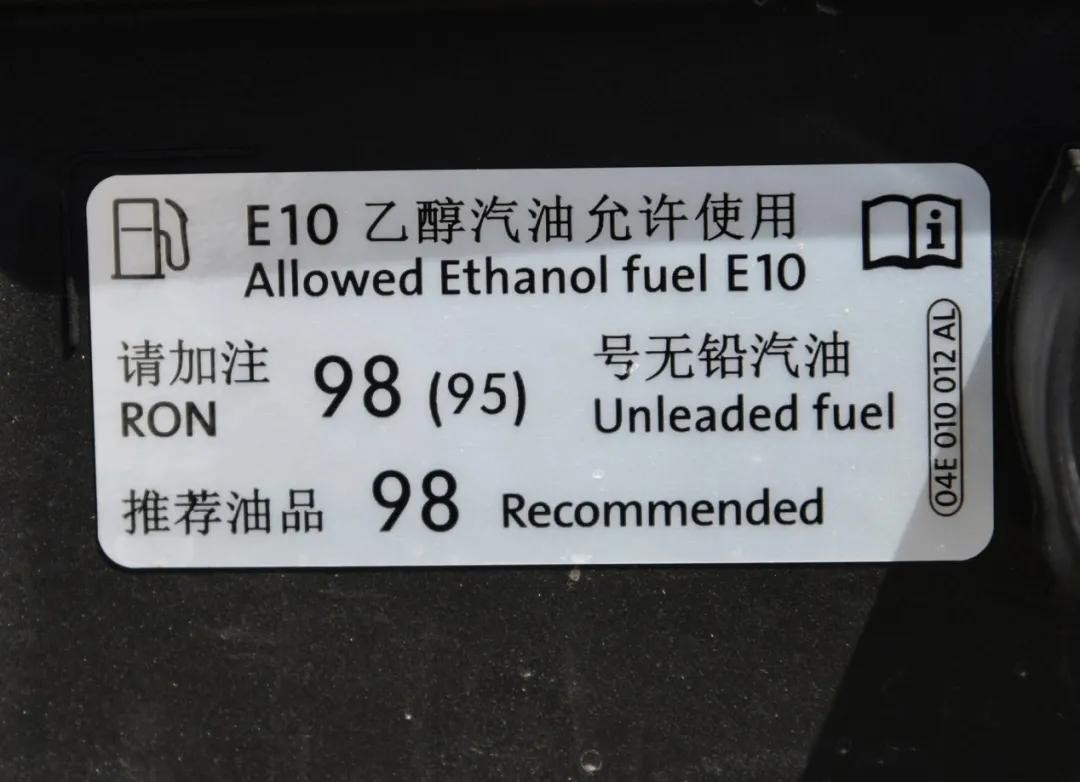 E10 乙醇汽油允许使用
Allowed Ethanol fuel E10
请加注 98 (95) 号无铅汽油
RON Unleaded fuel
推荐油品 98 Recommended
04E 010 012 AL